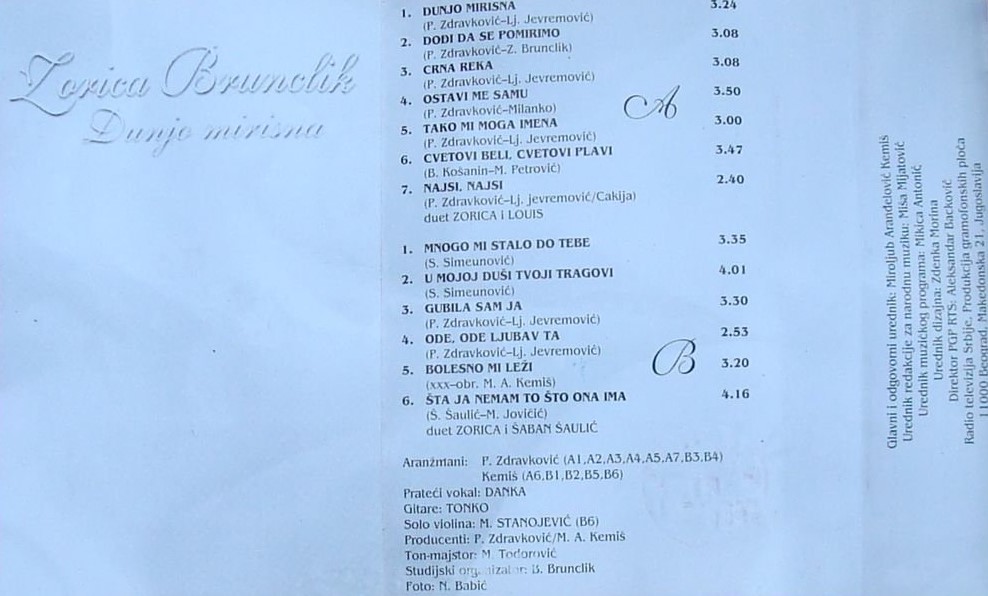 Zorica Brunclik
Dunjo mirisna
1. DUNJO MIRISNA 3.24
(P. Zdravković-Lj. Jevremović)
2. DOĐI DA SE POMIRIMO 3.08
(P. Zdravković-Z. Brunclik)
3. CRNA REKA 3.08
(P. Zdravković-Lj. Jevremović)
4. OSTAVI ME SAMU 3.50
(P. Zdravković-Milanko)
A
5. TAKO MI MOGA IMENA 3.00
(P. Zdravković-Lj. Jevremović)
6. CVETOVI BELI, CVETOVI PLAVI 3.47
(B. Košanin-M. Petrović)
7. NAJSI, NAJSI 2.40
(P. Zdravković-Lj. jevremović/Cakija)
duet ZORICA i LOUIS
1. MNOGO MI STALO DO TEBE 3.35
(S. Simeunović)
2. U MOJOJ DUŠI TVOJI TRAGOVI 4.01
(S. Simeunović)
3. GUBILA SAM JA 3.30
(P. Zdravković-Lj. Jevremović)
4. ODE, ODE LJUBAV TA 2.53
(P. Zdravković-Lj. Jevremović)
B
5. BOLESNO MI LEŽI 3.20
(xxx-obr. M. A. Kemiš)
6. ŠTA JA NEMAM TO ŠTO ONA IMA 4.16
(Š. Šaulić-M. Jovičić)
duet ZORICA i ŠABAN ŠAULIĆ
Aranžmani: P. Zdravković (A1,A2,A3,A4,A5,A7,B3,B4)
Kemiš (A6,B1,B2,B5,B6)
Prateći vokal: DANKA
Gitare: TONKO
Solo violina: M. STANOJEVIĆ (B6)
Producenti: P. Zdravković/M. A. Kemiš
Ton-majstor: M. Todorović
Studijski B. Brunclik
Foto: N. Babić
Glavni i odgovorni urednik: Miroljub Aranđelović Kemiš
Urednik redakcije za narodnu muziku: Miša Mijatović
Urednik muzičkog programa: Mikica Antonić
Urednik dizajna: Zdenka Morina
Direktor PGP RTS: Aleksandar Backović
Radio televizija Srbije, Produkcija gramofonskih ploča
11000 Beograd, Makedonska 21, Jugoslavija